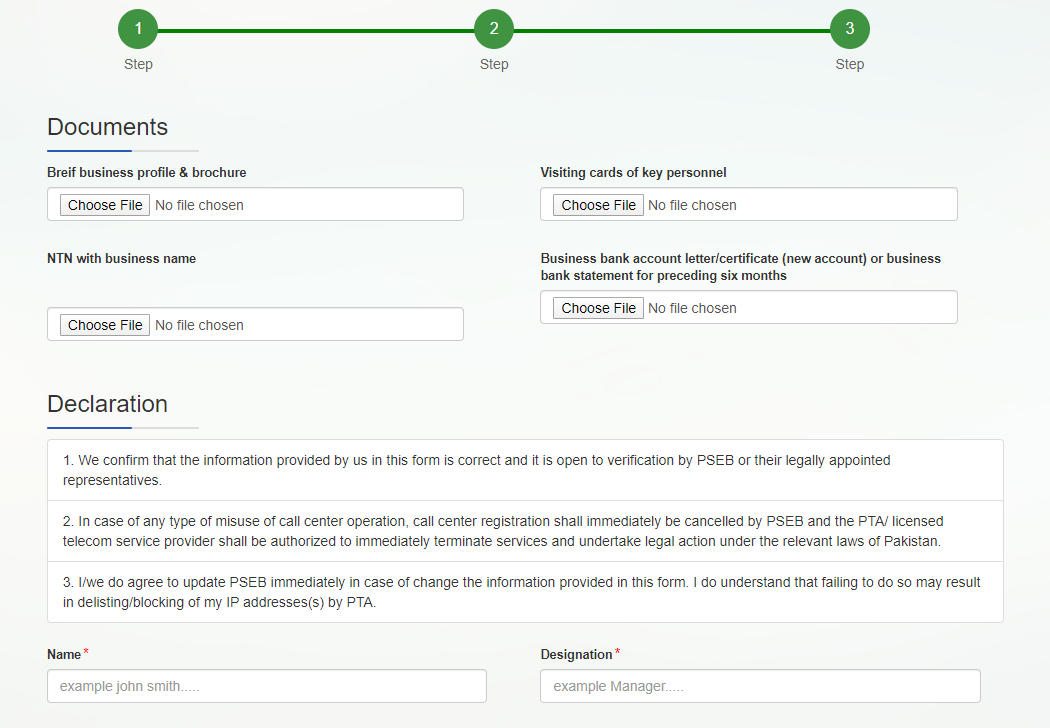 1 2 3
Step Step Step
Documents
Breif business profile & brochure
Choose File No file chosen
Visiting cards of key personnel
Choose File No file chosen
NTN with business name
Choose File No file chosen
Business bank account letter/certificate (new account) or business
bank statement for preceding six months
Choose File No file chosen
Declaration
1. We confirm that the information provided by us in this form is correct and it is open to verification by PSEB or their legally appointed
representatives.
2. In case of any type of misuse of call center operation, call center registration shall immediately be cancelled by PSEB and the PTA/ licensed
telecom service provider shall be authorized to immediately terminate services and undertake legal action under the relevant laws of Pakistan.
3. I/we do agree to update PSEB immediately in case of change the information provided in this form. I do understand that failing to do so may result
in delisting/blocking of my IP addresses(s) by PTA.
Name*
example john smith.....
Designation*
example Manager.....